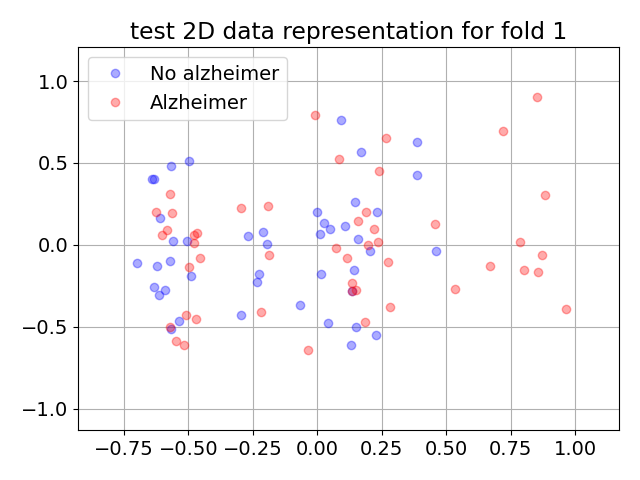 test 2D data representation for fold 1
No alzheimer
Alzheimer
1.0
0.5
0.0
−0.5
−1.0
−0.75 −0.50 −0.25 0.00 0.25 0.50 0.75 1.00